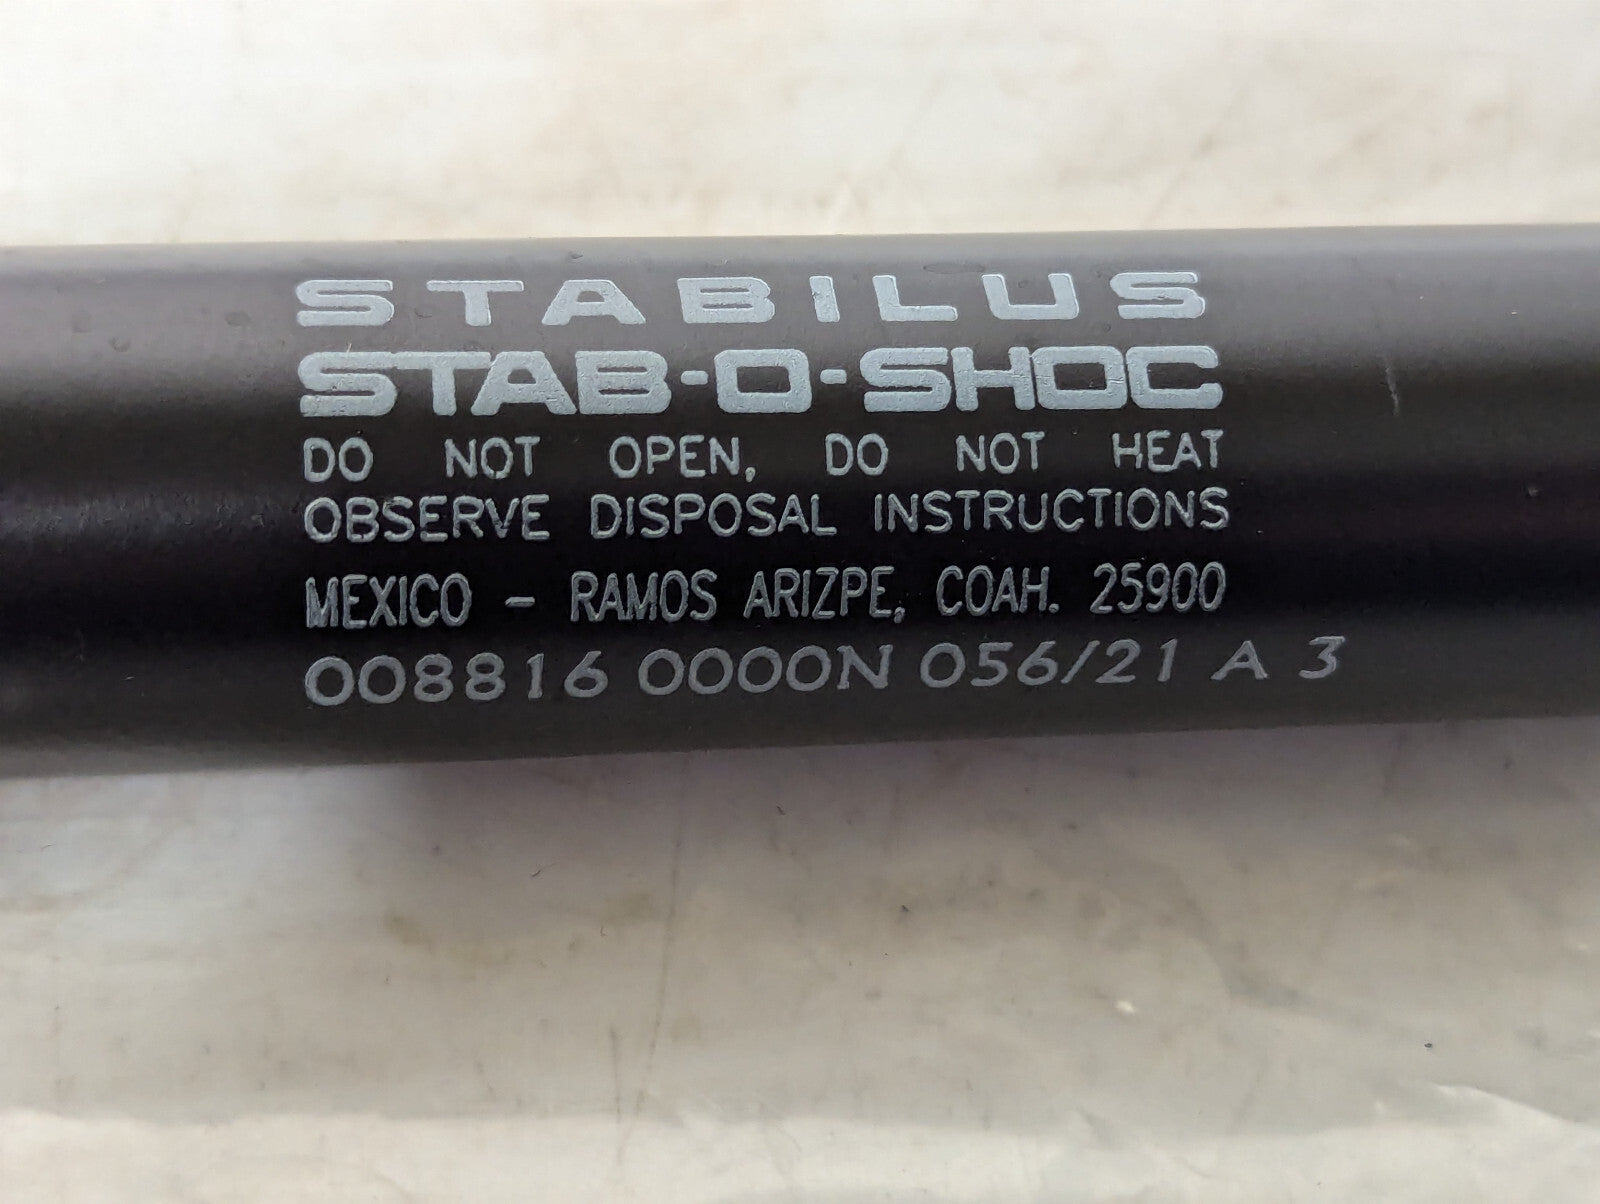 STABILUS
STAB-O-SHOC
DO NOT OPEN, DO NOT HEAT
OBSERVE DISPOSAL INSTRUCTIONS
MEXICO - RAMOS ARIZPE, COAH. 25900
008816 0000N 056/21 A 3